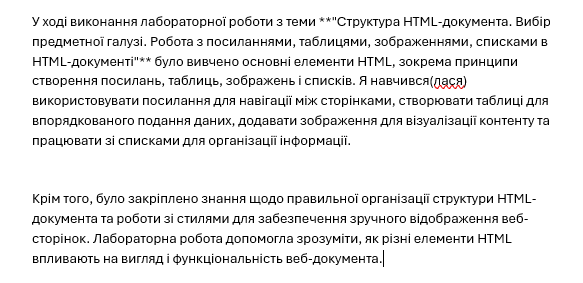 У ході виконання лабораторної роботи з теми **"Структура HTML-документа. Вибір
предметної галузі. Робота з посиланнями, таблицями, зображеннями, списками в
HTML-документі"** було вивчено основні елементи HTML, зокрема принципи
створення посилань, таблиць, зображень і списків. Я навчився(лася)
використовувати посилання для навігації між сторінками, створювати таблиці для
впорядкованого подання даних, додавати зображення для візуалізації контенту та
працювати зі списками для організації інформації.
Крім того, було закріплено знання щодо правильної організації структури HTML-
документа та роботи зі стилями для забезпечення зручного відображення веб-
сторінок. Лабораторна робота допомогла зрозуміти, як різні елементи HTML
впливають на вигляд і функціональність веб-документа.